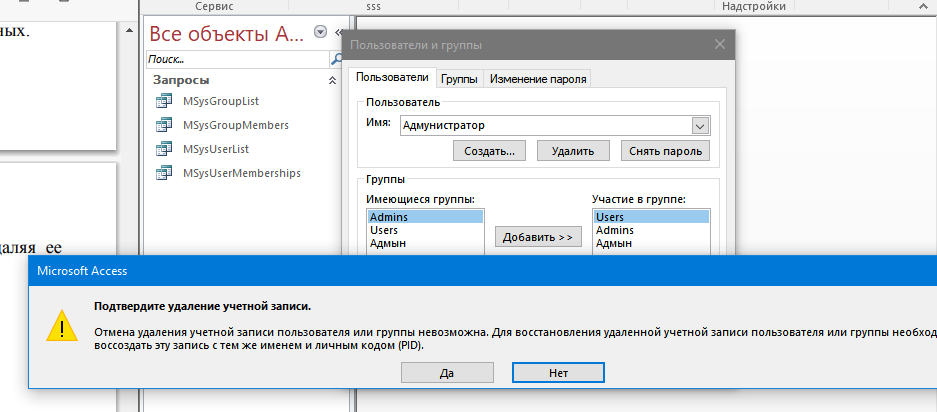 Сервис
sss
Надстройки
ных.
Все объекты A...
Поиск...
Запросы
MSysGroupList
MSysGroupMembers
MSysUserList
MSysUserMemberships
Пользователи и группы
Пользователи
Группы
Изменение пароля
Пользователь
Имя:
Адмунистратор
Создать...
Удалить
Снять пароль
Группы
Имеющиеся группы:
Участие в группе:
Admins
Users
Адмын
Добавить >>
Users
Admins
Адмын
даляя ее
Microsoft Access
Подтвердите удаление учетной записи.
Отмена удаления учетной записи пользователя или группы невозможна. Для восстановления удаленной учетной записи пользователя или группы необход
воссоздать эту запись с тем же именем и личным кодом (PID).
Да
Нет